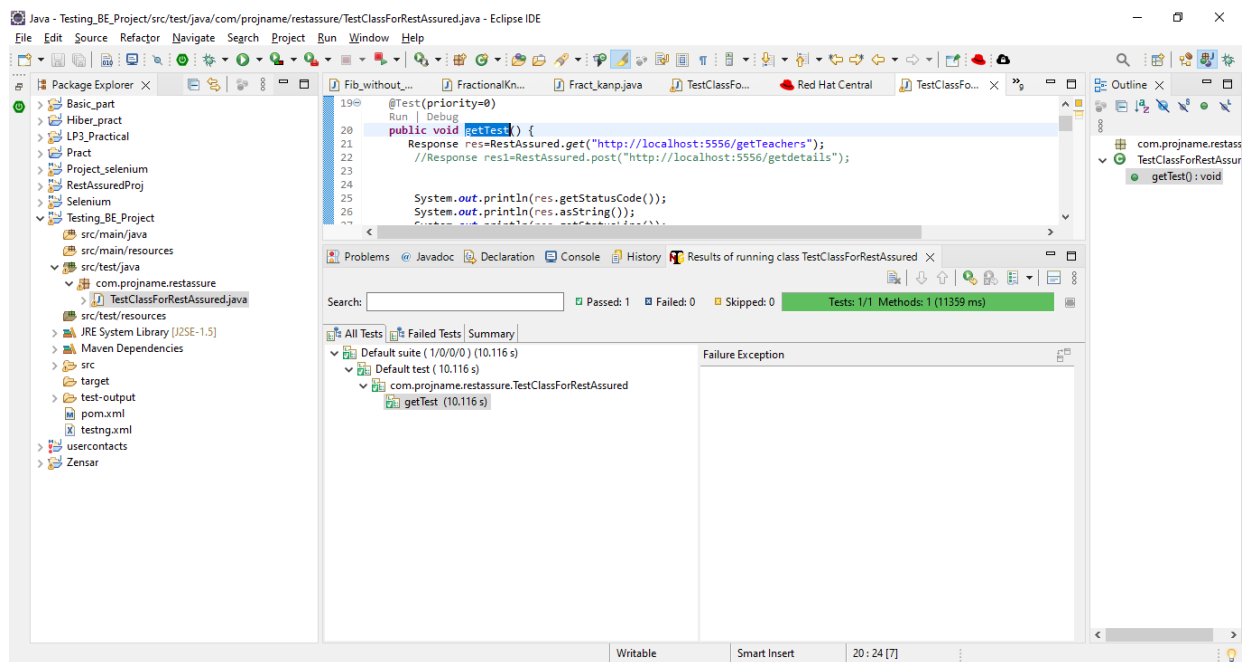 Java - Testing_BE_Project/src/test/java/com/projname/restassure/TestClassForRestAssured.java - Eclipse IDE
File Edit Source Refactor Navigate Search Project Run Window Help
Package Explorer
Basic_part
Hiber_pract
LP3_Practical
Pract
Project_selenium
RestAssuredProj
Selenium
Testing_BE_Project
src/main/java
src/main/resources
src/test/java
com.projname.restassure
TestClassForRestAssured.java
src/test/resources
JRE System Library [J2SE-1.5]
Maven Dependencies
src
target
test-output
pom.xml
testng.xml
usercontacts
Zensar
Fib_without_... FractionalKn... Fract_kanp.java TestClassFo... Red Hat Central TestClassFo... 9
19 @Test(priority=0)
Run | Debug
20 public void getTest() {
21 Response res=RestAssured.get("http://localhost:5556/getTeachers");
22 //Response res1=RestAssured.post("http://localhost:5556/getdetails");
23
24
25 System.out.println(res.getStatusCode());
26 System.out.println(res.asString());
Problems @ Javadoc Declaration Console History Results of running class TestClassForRestAssured
Search: Passed: 1 Failed: 0 Skipped: 0 Tests: 1/1 Methods: 1 (11359 ms)
All Tests Failed Tests Summary
Default suite ( 1/0/0/0 ) (10.116 s)
Default test ( 10.116 s)
com.projname.restassure.TestClassForRestAssured
getTest (10.116 s)
Failure Exception
Outline
com.projname.restass
TestClassForRestAssur
getTest() : void
Writable Smart Insert 20 : 24 [7]